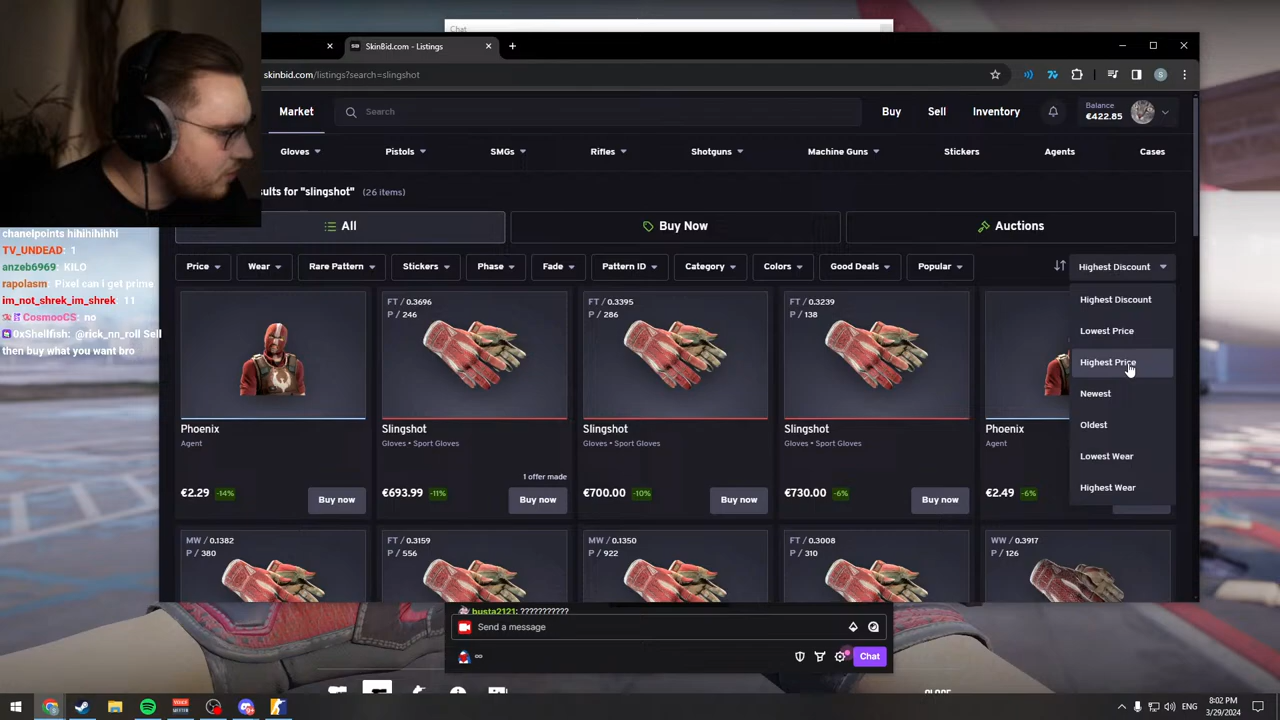 Chat
SkinBid.com - Listings
skinbid.com/listings?search=slingshot
Market
Search
Buy
Sell
Inventory
Balance
€422.85
Gloves
Pistols
SMGs
Rifles
Shotguns
Machine Guns
Stickers
Agents
Cases
sults for "slingshot" (26 items)
All
Buy Now
Auctions
Price
Wear
Rare Pattern
Stickers
Phase
Fade
Pattern ID
Category
Colors
Good Deals
Popular
Highest Discount
Highest Discount
Lowest Price
Highest Price
Newest
Oldest
Lowest Wear
Highest Wear
chanelpoints hihihihihhi
TV_UNDEAD: 1
anzeb6969: KILO
rapolasm: Pixel can I get prime
im_not_shrek_im_shrek: 11
CosmooCS: no
0xShellfish: @rick_nn_roll Sell
then buy what you want bro
Phoenix
Agent
€2.29 -14%
Buy now
FT / 0.3696
P / 246
Slingshot
Gloves • Sport Gloves
1 offer made
€693.99 -11%
Buy now
FT / 0.3395
P / 286
Slingshot
Gloves • Sport Gloves
€700.00 -10%
Buy now
FT / 0.3239
P / 138
Slingshot
Gloves • Sport Gloves
€730.00 -6%
Buy now
Phoenix
Agent
€2.49 -6%
MW / 0.1382
P / 380
FT / 0.3159
P / 556
MW / 0.1350
P / 922
FT / 0.3008
P / 310
WW / 0.3917
P / 126
busta2121: ???????????
Send a message
Chat
ENG
8:02 PM
3/29/2024